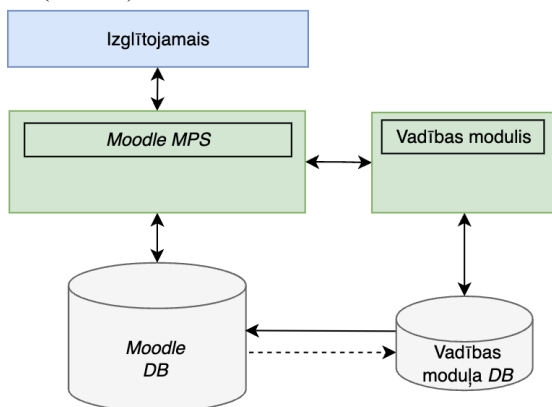 Izglītojamais
Moodle MPS
Vadības modulis
Moodle
DB
Vadības
moduļa DB